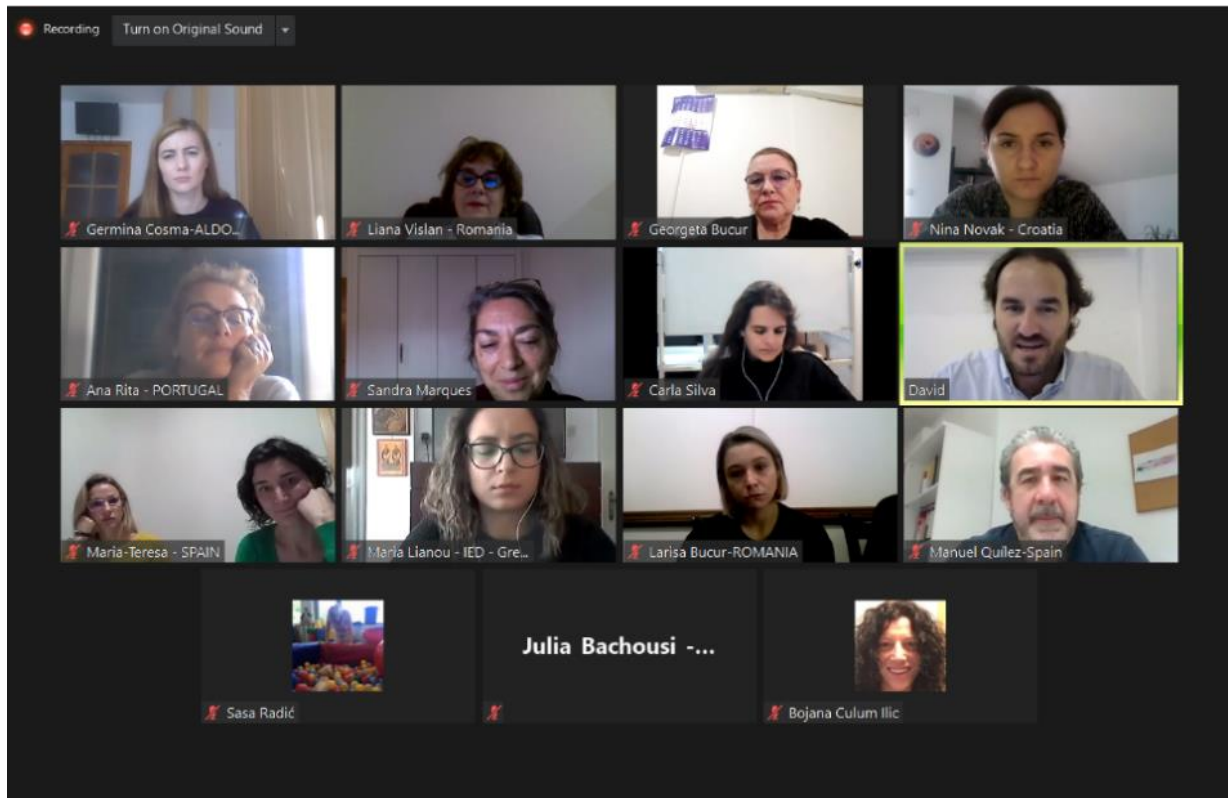 Recording
Turn on Original Sound
Germina Cosma-ALDO...
Liana Vislan - Romania
Georgeta Bucur
Nina Novak - Croatia
Ana Rita - PORTUGAL
Sandra Marques
Carla Silva
David
Maria-Teresa - SPAIN
Maria Lianou - IED - Gre...
Larisa Bucur-ROMANIA
Manuel Quílez-Spain
Julia Bachousi -...
Sasa Radić
Bojana Culum Ilic